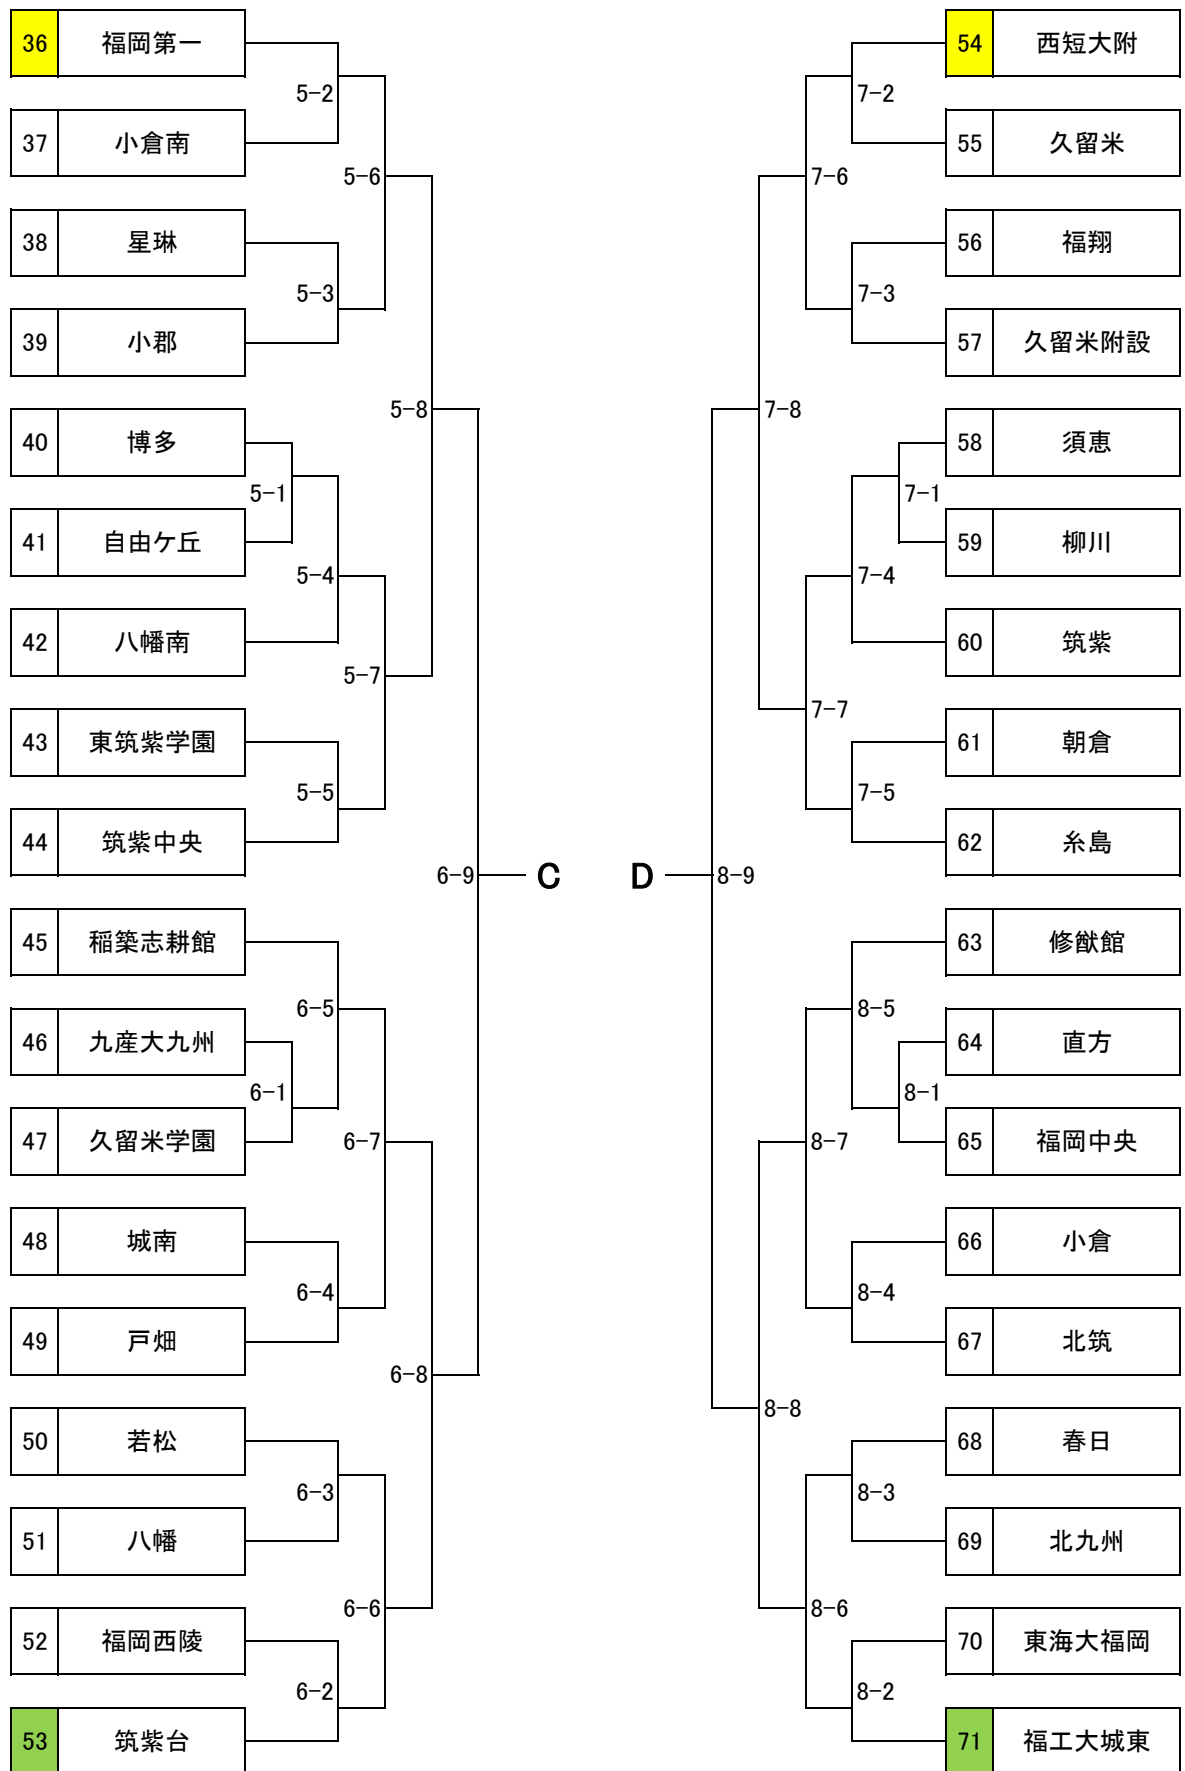 36 福岡第一
5-2
37 小倉南
5-6
38 星琳
5-3
39 小郡
5-8
40 博多
5-1
41 自由ケ丘
5-4
42 八幡南
5-7
43 東筑紫学園
5-5
44 筑紫中央
6-9 C
45 稲築志耕館
6-5
46 九産大九州
6-1
47 久留米学園
6-7
48 城南
6-4
49 戸畑
6-8
50 若松
6-3
51 八幡
6-6
52 福岡西陵
6-2
53 筑紫台
54 西短大附
7-2
55 久留米
7-6
56 福翔
7-3
57 久留米附設
7-8
58 須恵
7-1
59 柳川
7-4
60 筑紫
7-7
61 朝倉
7-5
62 糸島
D 8-9
63 修猷館
8-5
64 直方
8-1
65 福岡中央
8-7
66 小倉
8-4
67 北筑
8-8
68 春日
8-3
69 北九州
8-6
70 東海大福岡
8-2
71 福工大城東